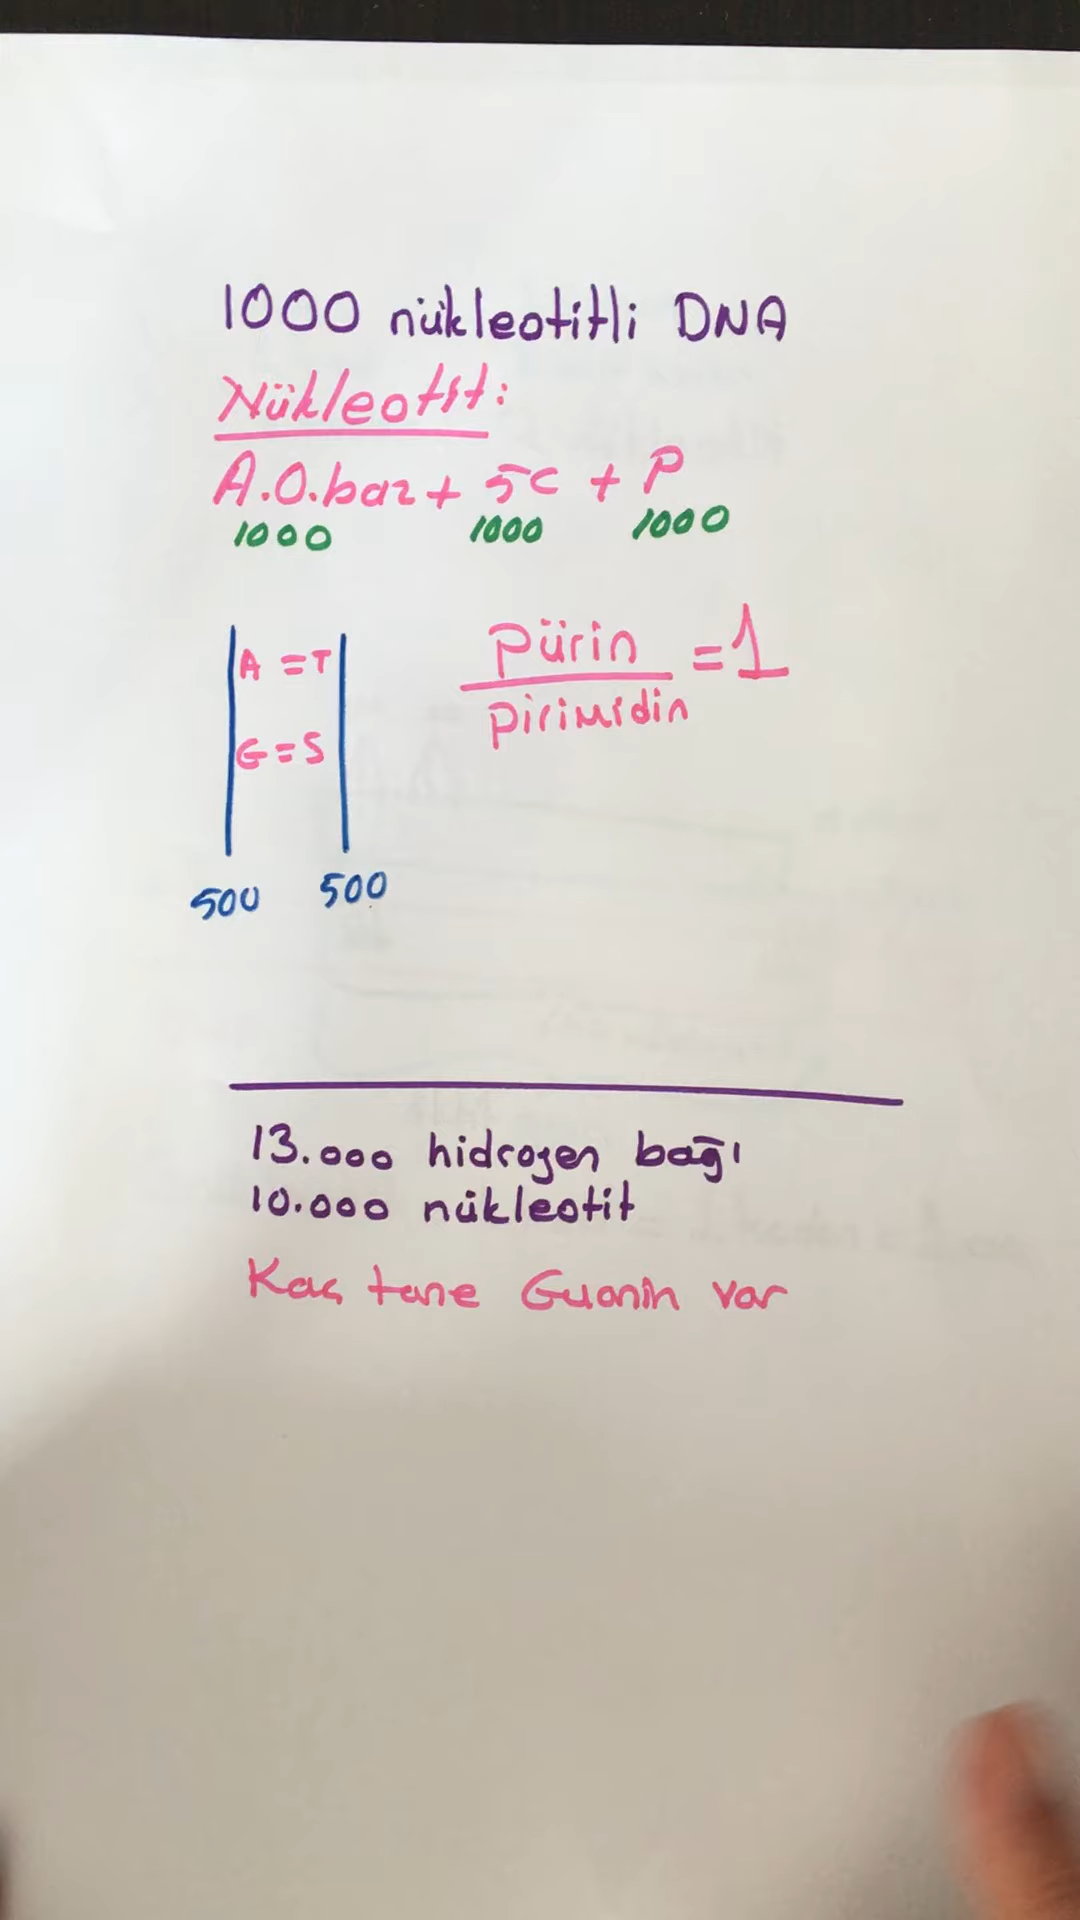 1000 nükleotitli DNA
Nükleotit:
A.O.baz + 5C + P
1000 1000 1000
A = T
G = S
500 500
Pürin
pirimidin
= 1
13.000 hidrogen bağı
10.000 nükleotit
Kaç tane Guanin var